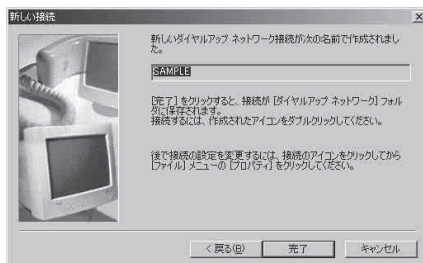 新しい接続
新しいダイヤルアップ ネットワーク接続が次の名前で作成されまし
た。
SAMPLE
[完了] をクリックすると、接続が [ダイヤルアップ ネットワーク] フォル
ダに保存されます。
接続するには、作成されたアイコンをダブルクリックしてください。
後で接続の設定を変更するには、接続のアイコンをクリックしてから
[ファイル] メニューの [プロパティ] をクリックしてください。
< 戻る(B)
完了
キャンセル